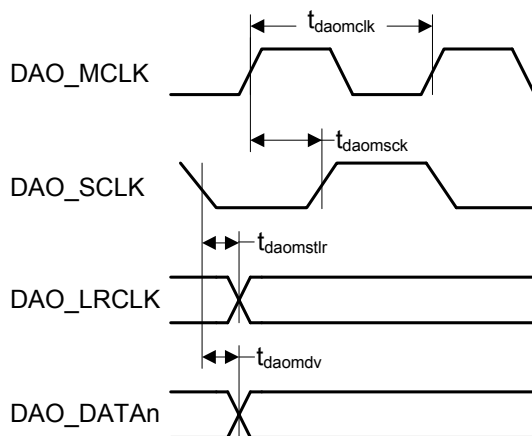 t_daomclk
DAO_MCLK
t_daomsck
DAO_SCLK
t_daomstlr
DAO_LRCLK
t_daomdv
DAO_DATAn